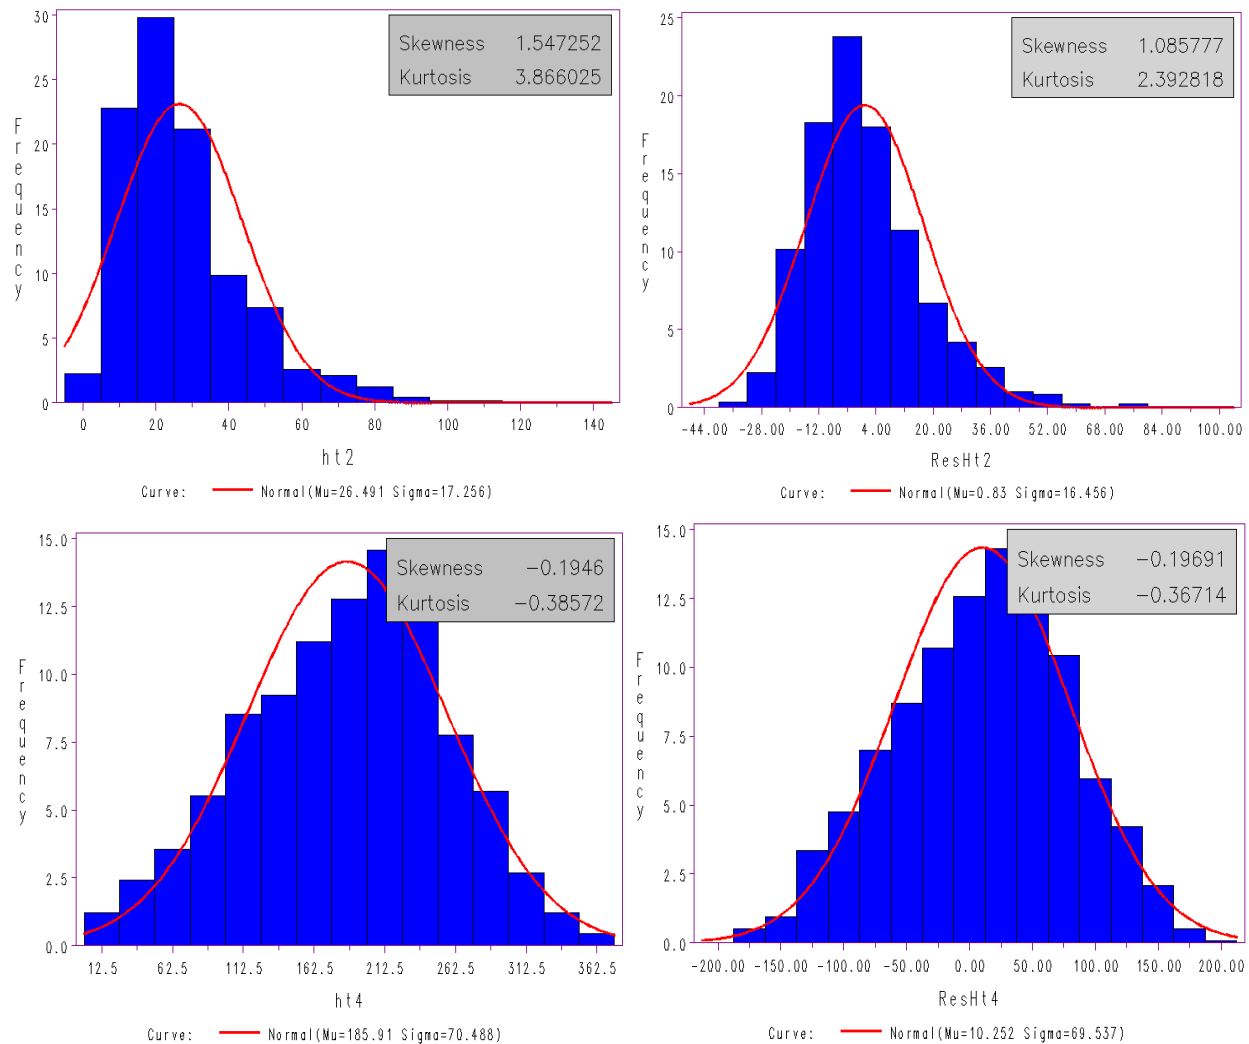 30
25
20
15
10
5
0
Frequency
Skewness 1.547252
Kurtosis 3.866025
0 20 40 60 80 100 120 140
ht2
Curve: Normal(Mu=26.491 Sigma=17.256)
25
20
15
10
5
0
Frequency
Skewness 1.085777
Kurtosis 2.392818
-44.00 -28.00 -12.00 4.00 20.00 36.00 52.00 68.00 84.00 100.00
ResHt2
Curve: Normal(Mu=0.83 Sigma=16.456)
15.0
12.5
10.0
7.5
5.0
2.5
0.0
Frequency
Skewness −0.1946
Kurtosis −0.38572
12.5 62.5 112.5 162.5 212.5 262.5 312.5 362.5
ht4
Curve: Normal(Mu=185.91 Sigma=70.488)
15.0
12.5
10.0
7.5
5.0
2.5
0.0
Frequency
Skewness −0.19691
Kurtosis −0.36714
-200.00 -150.00 -100.00 -50.00 0.00 50.00 100.00 150.00 200.00
ResHt4
Curve: Normal(Mu=10.252 Sigma=69.537)